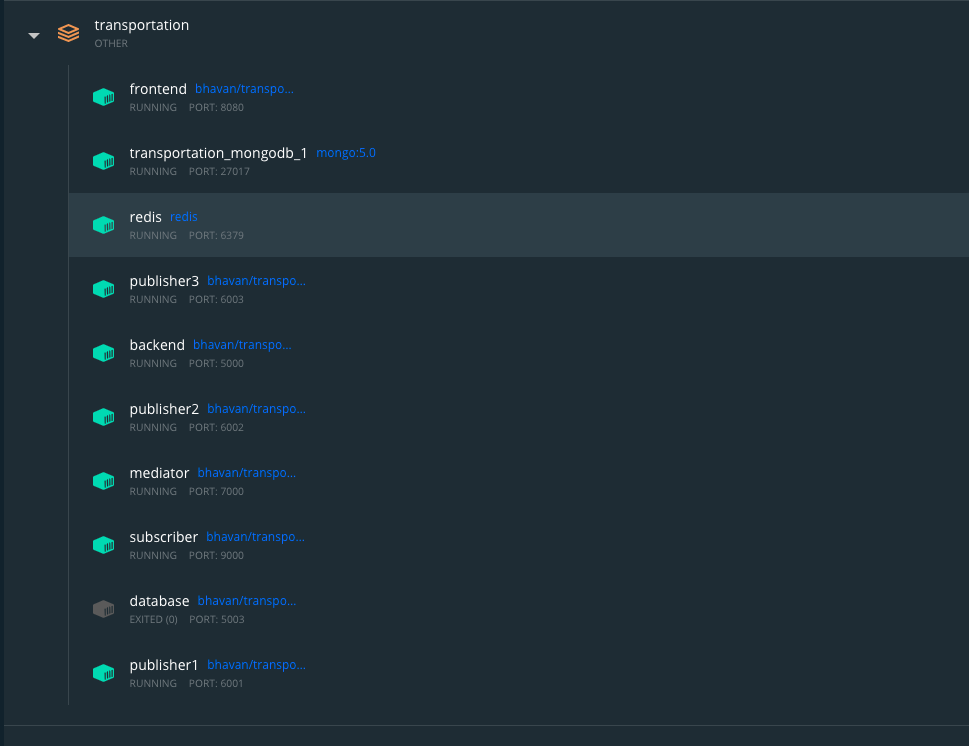 transportation
OTHER
frontend bhavan/transpo...
RUNNING PORT: 8080
transportation_mongodb_1 mongo:5.0
RUNNING PORT: 27017
redis redis
RUNNING PORT: 6379
publisher3 bhavan/transpo...
RUNNING PORT: 6003
backend bhavan/transpo...
RUNNING PORT: 5000
publisher2 bhavan/transpo...
RUNNING PORT: 6002
mediator bhavan/transpo...
RUNNING PORT: 7000
subscriber bhavan/transpo...
RUNNING PORT: 9000
database bhavan/transpo...
EXITED (0) PORT: 5003
publisher1 bhavan/transpo...
RUNNING PORT: 6001